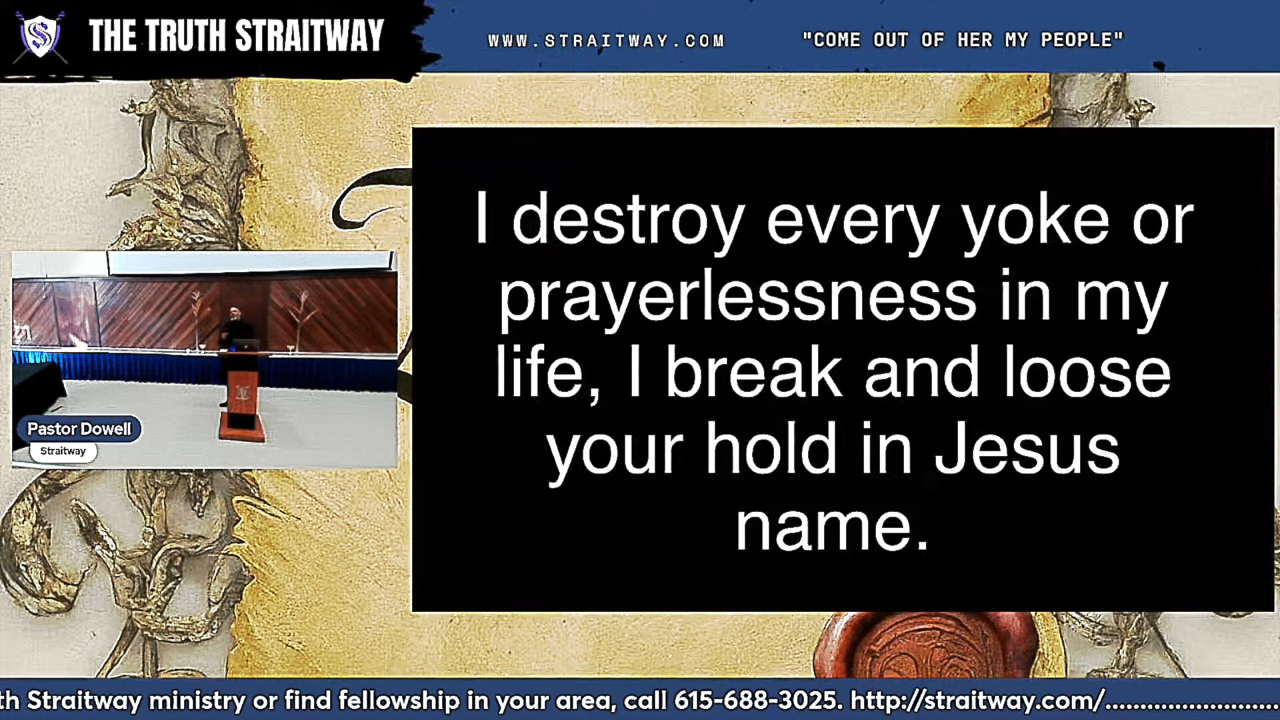 THE TRUTH STRAITWAY
WWW.STRAITWAY.COM
"COME OUT OF HER MY PEOPLE"
I destroy every yoke or
prayerlessness in my
life, I break and loose
your hold in Jesus
name.
Pastor Dowell
Straitway
th Straitway ministry or find fellowship in your area, call 615-688-3025. http://straitway.com/...............................